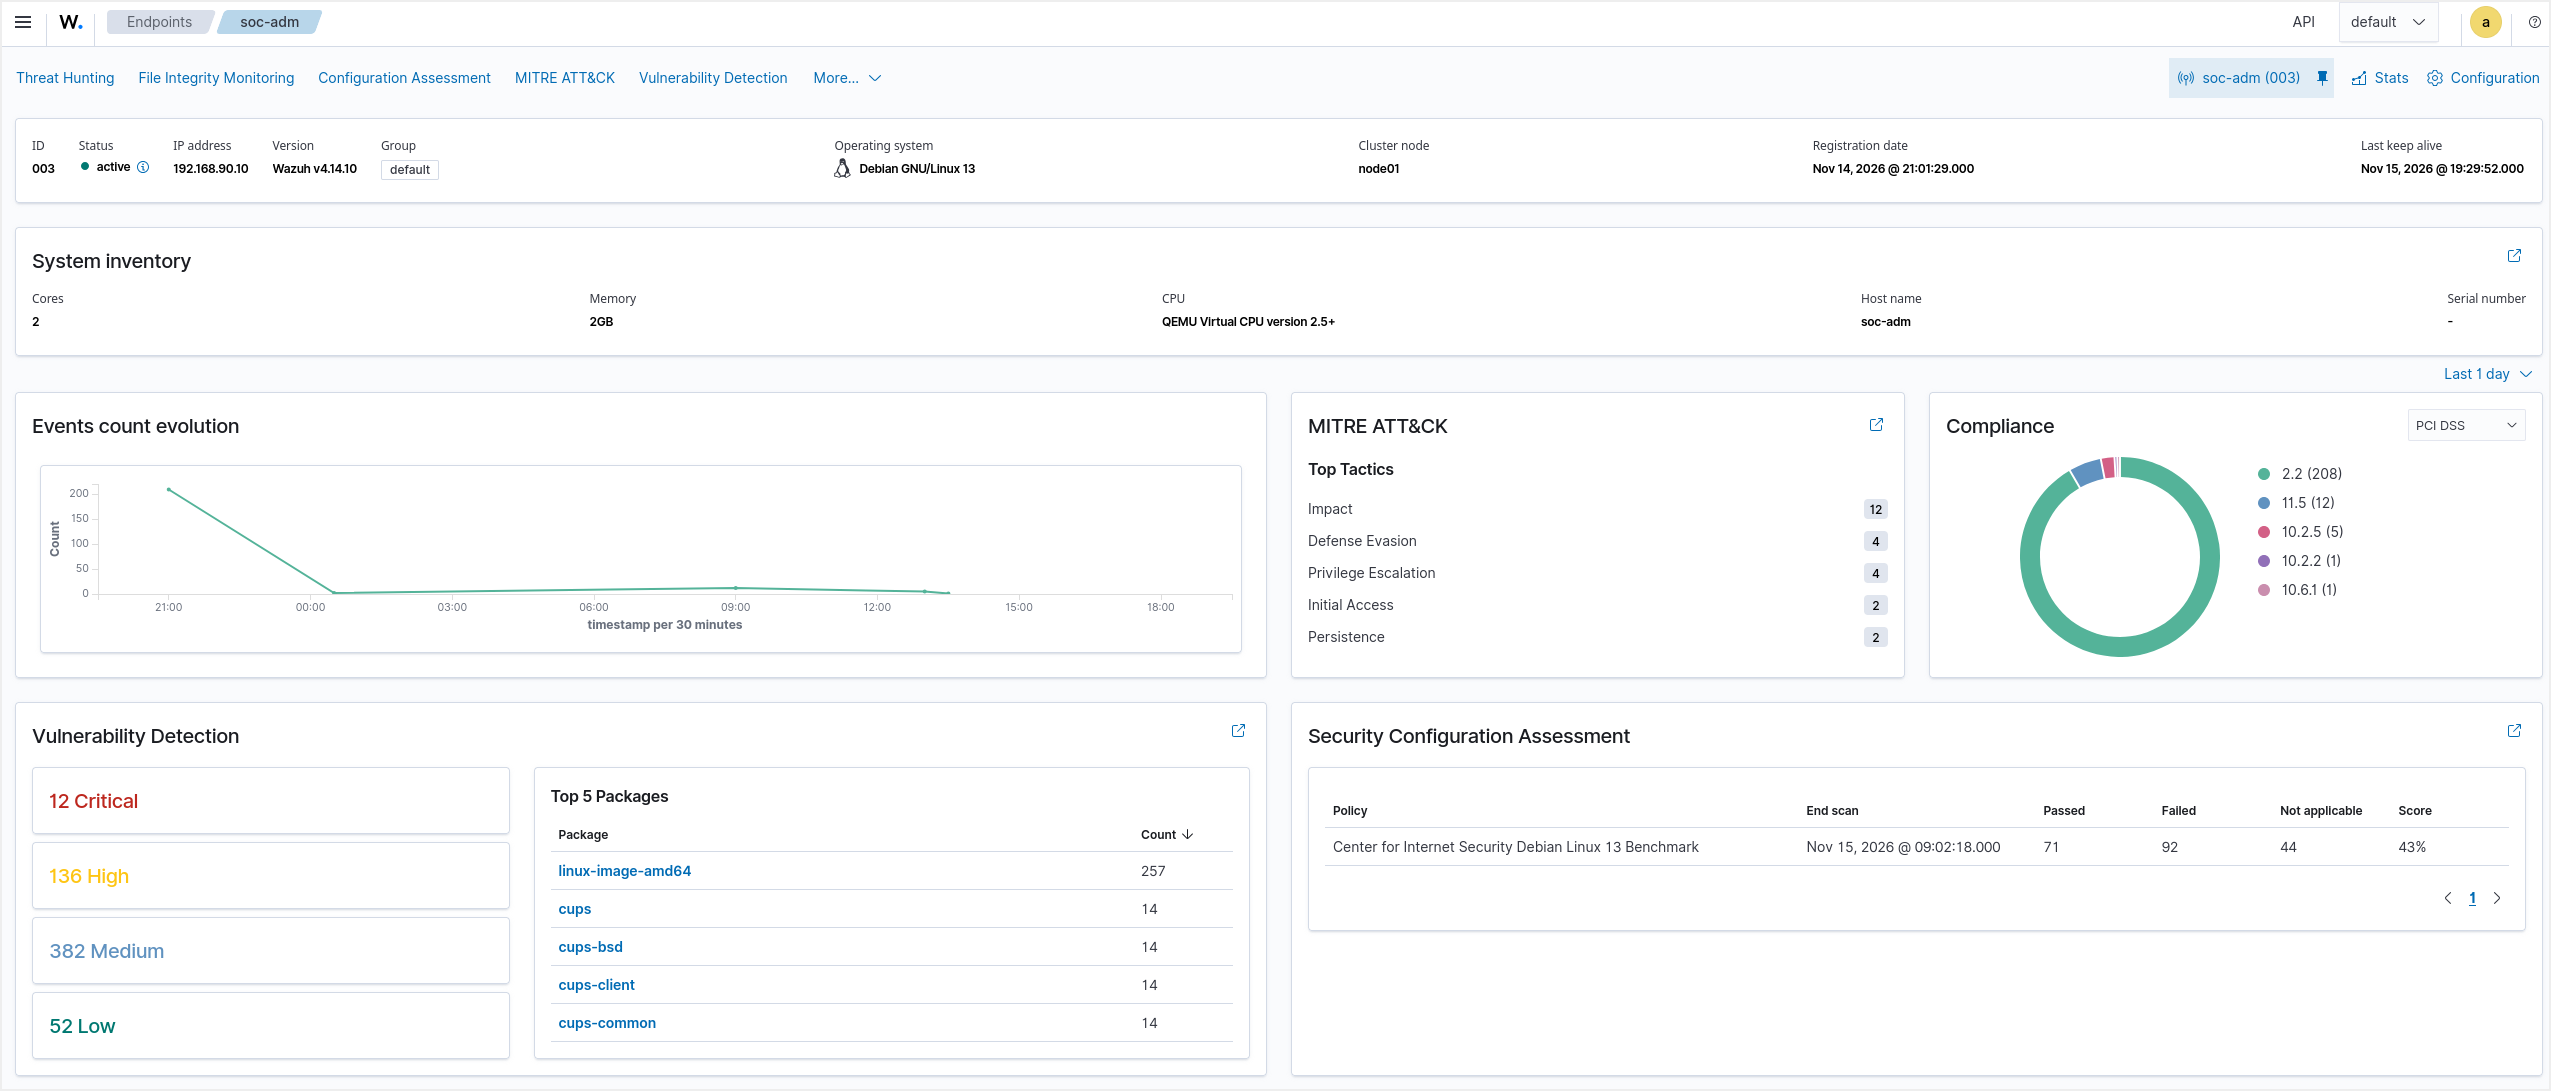 W. Endpoints soc-adm API default a
Threat Hunting File Integrity Monitoring Configuration Assessment MITRE ATT&CK Vulnerability Detection More... soc-adm (003) Stats Configuration
ID Status IP address Version Group Operating system Cluster node Registration date Last keep alive
003 active 192.168.90.10 Wazuh v4.14.10 default Debian GNU/Linux 13 node01 Nov 14, 2026 @ 21:01:29.000 Nov 15, 2026 @ 19:29:52.000
System inventory
Cores Memory CPU Host name Serial number
2 2GB QEMU Virtual CPU version 2.5+ soc-adm -
Last 1 day
Events count evolution
Count
200
150
100
50
0
21:00 00:00 03:00 06:00 09:00 12:00 15:00 18:00
timestamp per 30 minutes
MITRE ATT&CK
Top Tactics
Impact 12
Defense Evasion 4
Privilege Escalation 4
Initial Access 2
Persistence 2
Compliance PCI DSS
2.2 (208)
11.5 (12)
10.2.5 (5)
10.2.2 (1)
10.6.1 (1)
Vulnerability Detection
12 Critical
136 High
382 Medium
52 Low
Top 5 Packages
Package Count
linux-image-amd64 257
cups 14
cups-bsd 14
cups-client 14
cups-common 14
Security Configuration Assessment
Policy End scan Passed Failed Not applicable Score
Center for Internet Security Debian Linux 13 Benchmark Nov 15, 2026 @ 09:02:18.000 71 92 44 43%
1